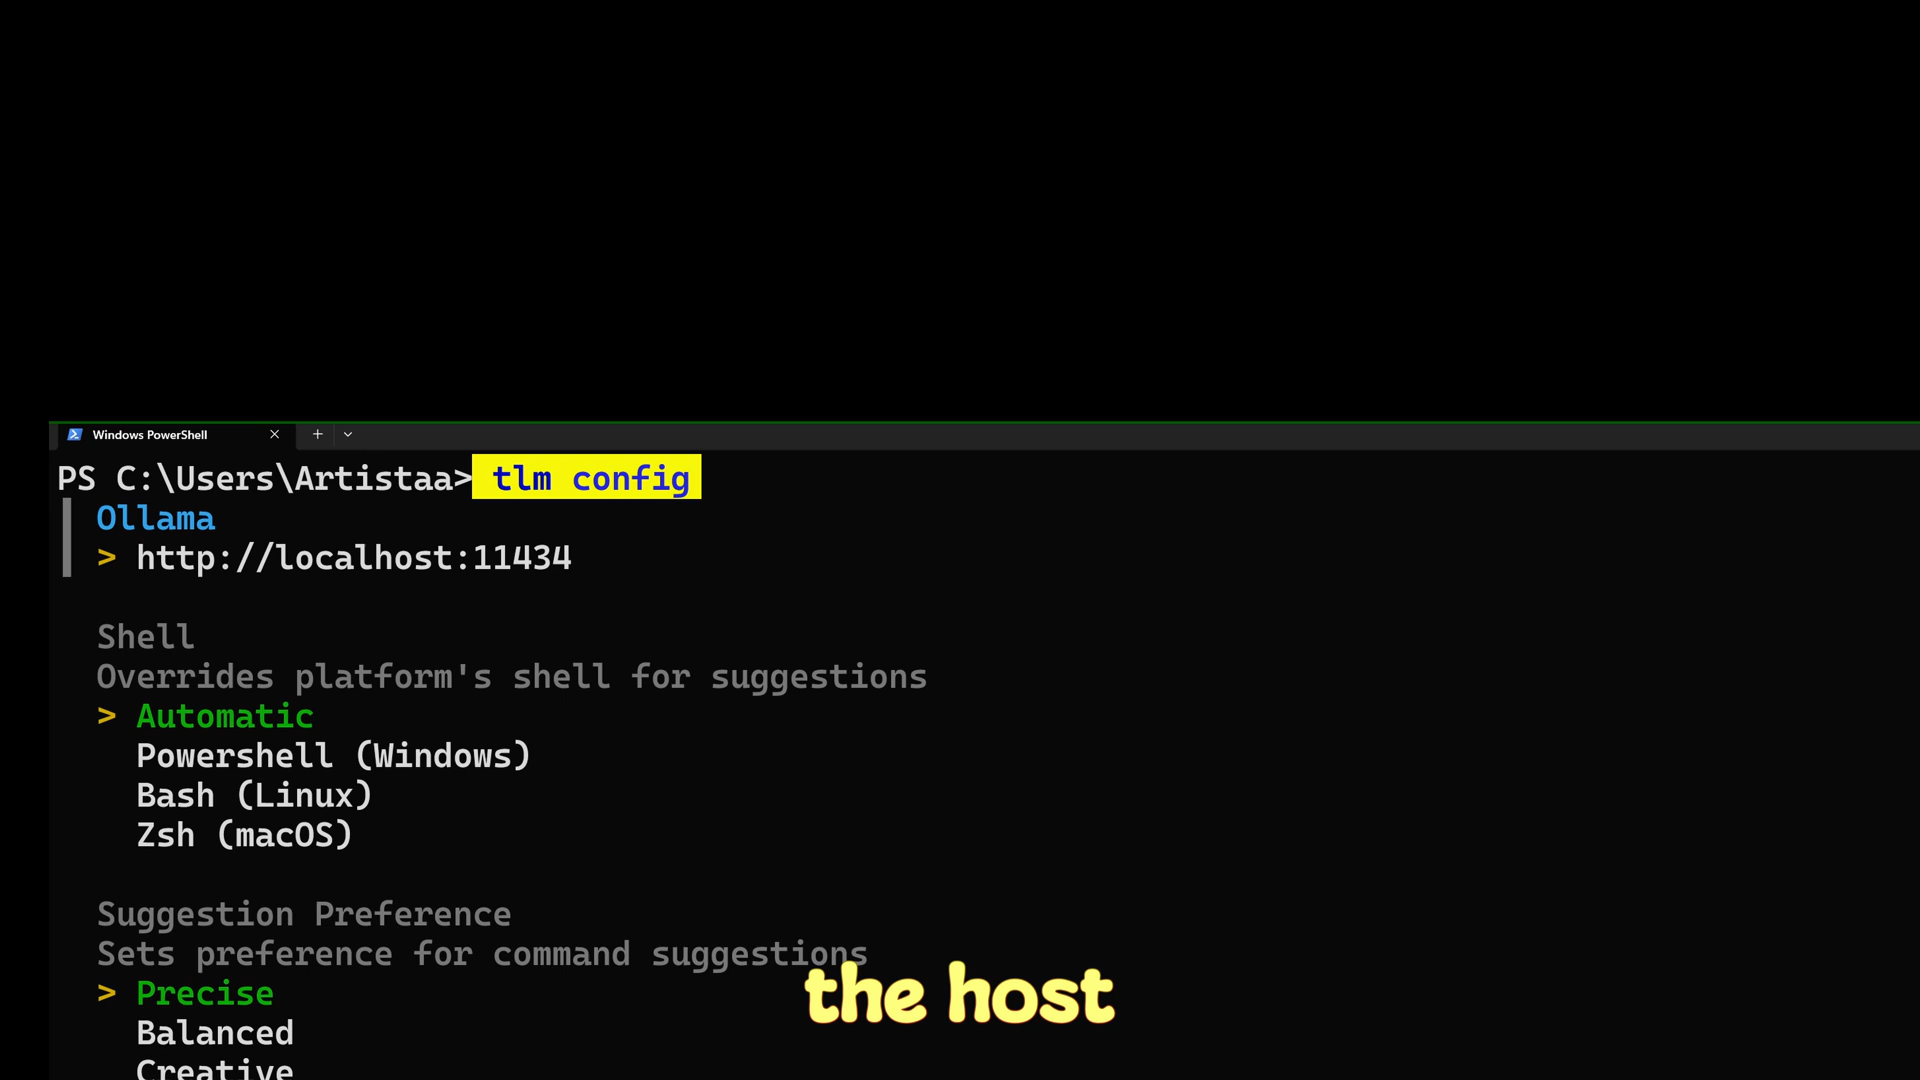 Windows PowerShell
PS C:\Users\Artistaa> tlm config
Ollama
> http://localhost:11434
Shell
Overrides platform's shell for suggestions
> Automatic
Powershell (Windows)
Bash (Linux)
Zsh (macOS)
Suggestion Preference
Sets preference for command suggestions
> Precise
the host
Balanced
Creative